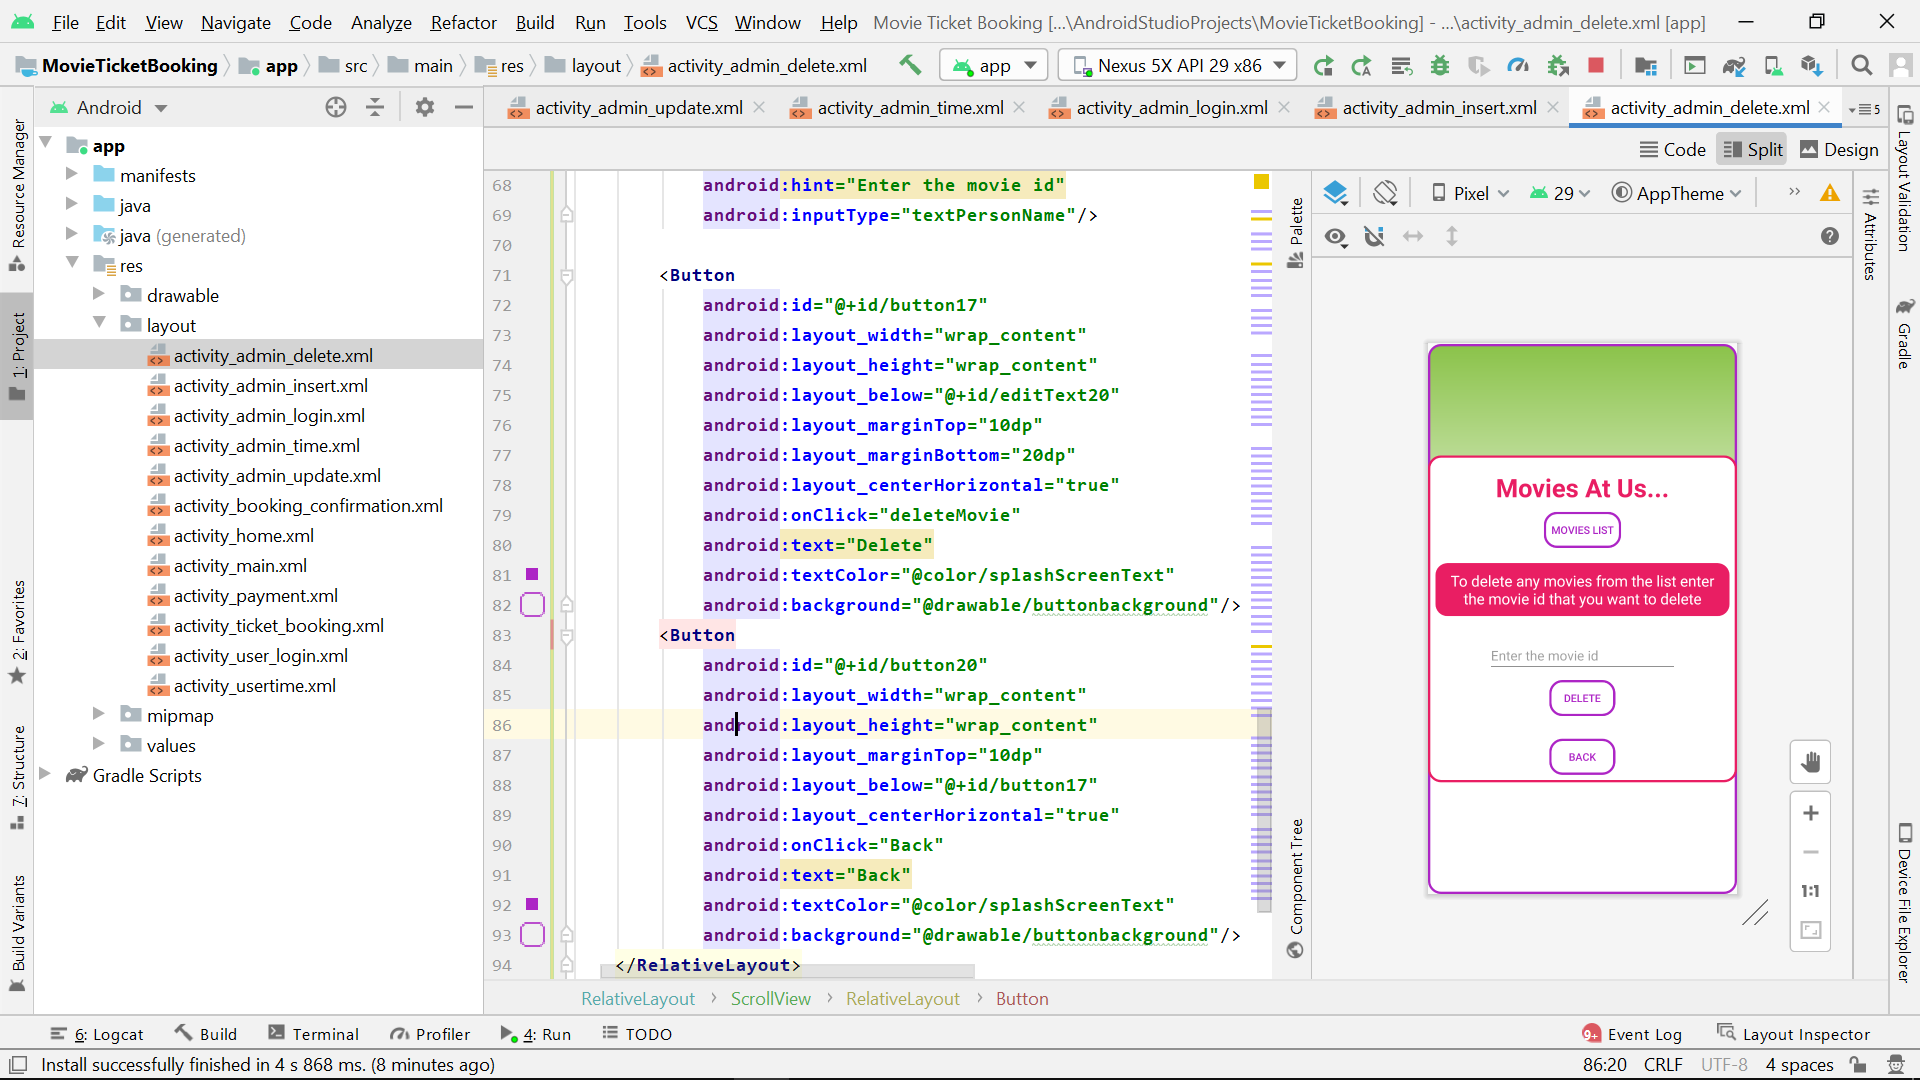 File Edit View Navigate Code Analyze Refactor Build Run Tools VCS Window Help Movie Ticket Booking [...\AndroidStudioProjects\MovieTicketBooking] - ...\activity_admin_delete.xml [app]
MovieTicketBooking app src main res layout activity_admin_delete.xml app Nexus 5X API 29 x86
Android
activity_admin_update.xml activity_admin_time.xml activity_admin_login.xml activity_admin_insert.xml activity_admin_delete.xml 5
Code Split Design
Resource Manager
1: Project
2: Favorites
7: Structure
Build Variants
app
manifests
java
java (generated)
res
drawable
layout
activity_admin_delete.xml
activity_admin_insert.xml
activity_admin_login.xml
activity_admin_time.xml
activity_admin_update.xml
activity_booking_confirmation.xml
activity_home.xml
activity_main.xml
activity_payment.xml
activity_ticket_booking.xml
activity_user_login.xml
activity_usertime.xml
mipmap
values
Gradle Scripts
68 android:hint="Enter the movie id"
69 android:inputType="textPersonName"/>
70
71 <Button
72 android:id="@+id/button17"
73 android:layout_width="wrap_content"
74 android:layout_height="wrap_content"
75 android:layout_below="@+id/editText20"
76 android:layout_marginTop="10dp"
77 android:layout_marginBottom="20dp"
78 android:layout_centerHorizontal="true"
79 android:onClick="deleteMovie"
80 android:text="Delete"
81 android:textColor="@color/splashScreenText"
82 android:background="@drawable/buttonbackground"/>
83 <Button
84 android:id="@+id/button20"
85 android:layout_width="wrap_content"
86 android:layout_height="wrap_content"
87 android:layout_marginTop="10dp"
88 android:layout_below="@+id/button17"
89 android:layout_centerHorizontal="true"
90 android:onClick="Back"
91 android:text="Back"
92 android:textColor="@color/splashScreenText"
93 android:background="@drawable/buttonbackground"/>
94 </RelativeLayout>
RelativeLayout › ScrollView › RelativeLayout › Button
Palette
Component Tree
Pixel 29 AppTheme
Movies At Us...
MOVIES LIST
To delete any movies from the list enter
the movie id that you want to delete
Enter the movie id
DELETE
BACK
1:1
Attributes
Layout Validation
Gradle
Device File Explorer
6: Logcat Build Terminal Profiler 4: Run TODO 9+ Event Log Layout Inspector
Install successfully finished in 4 s 868 ms. (8 minutes ago) 86:20 CRLF UTF-8 4 spaces